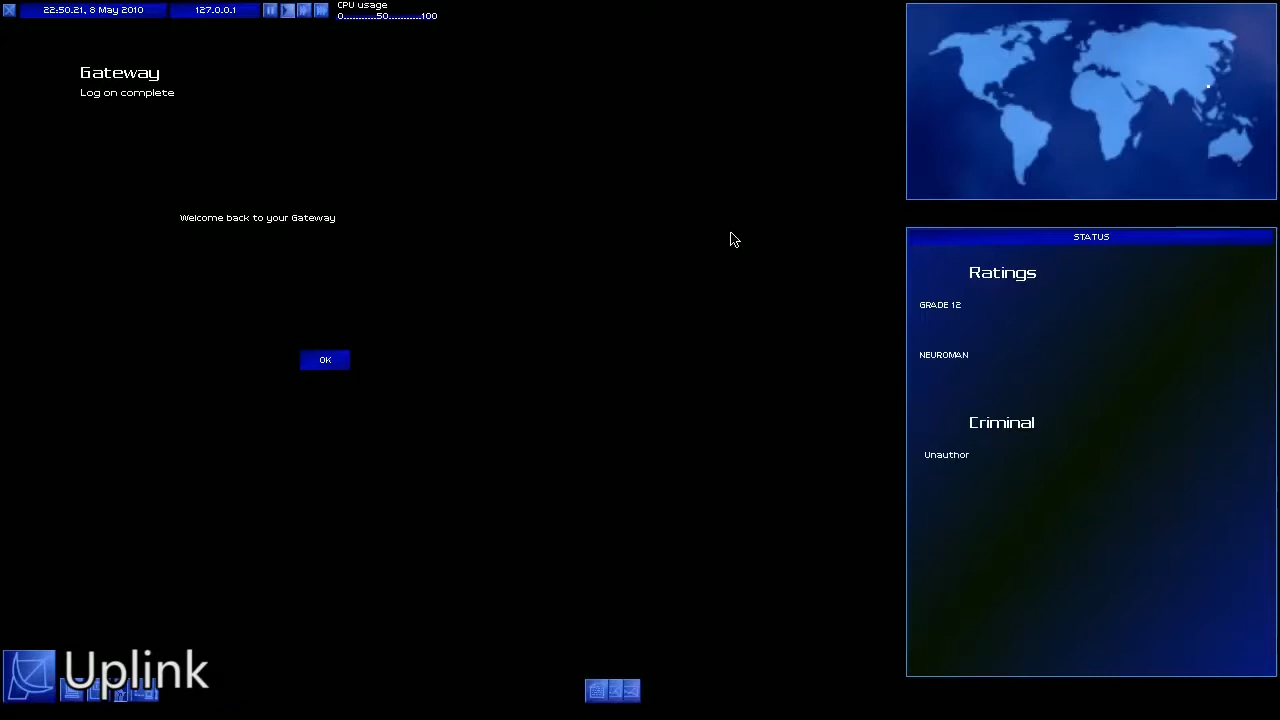 22:50.21, 8 May 2010
127.0.0.1
CPU usage
0............50...........100
Gateway
Log on complete
Welcome back to your Gateway
OK
STATUS
Ratings
GRADE 12
NEUROMAN
Criminal
Unauthor
Uplink